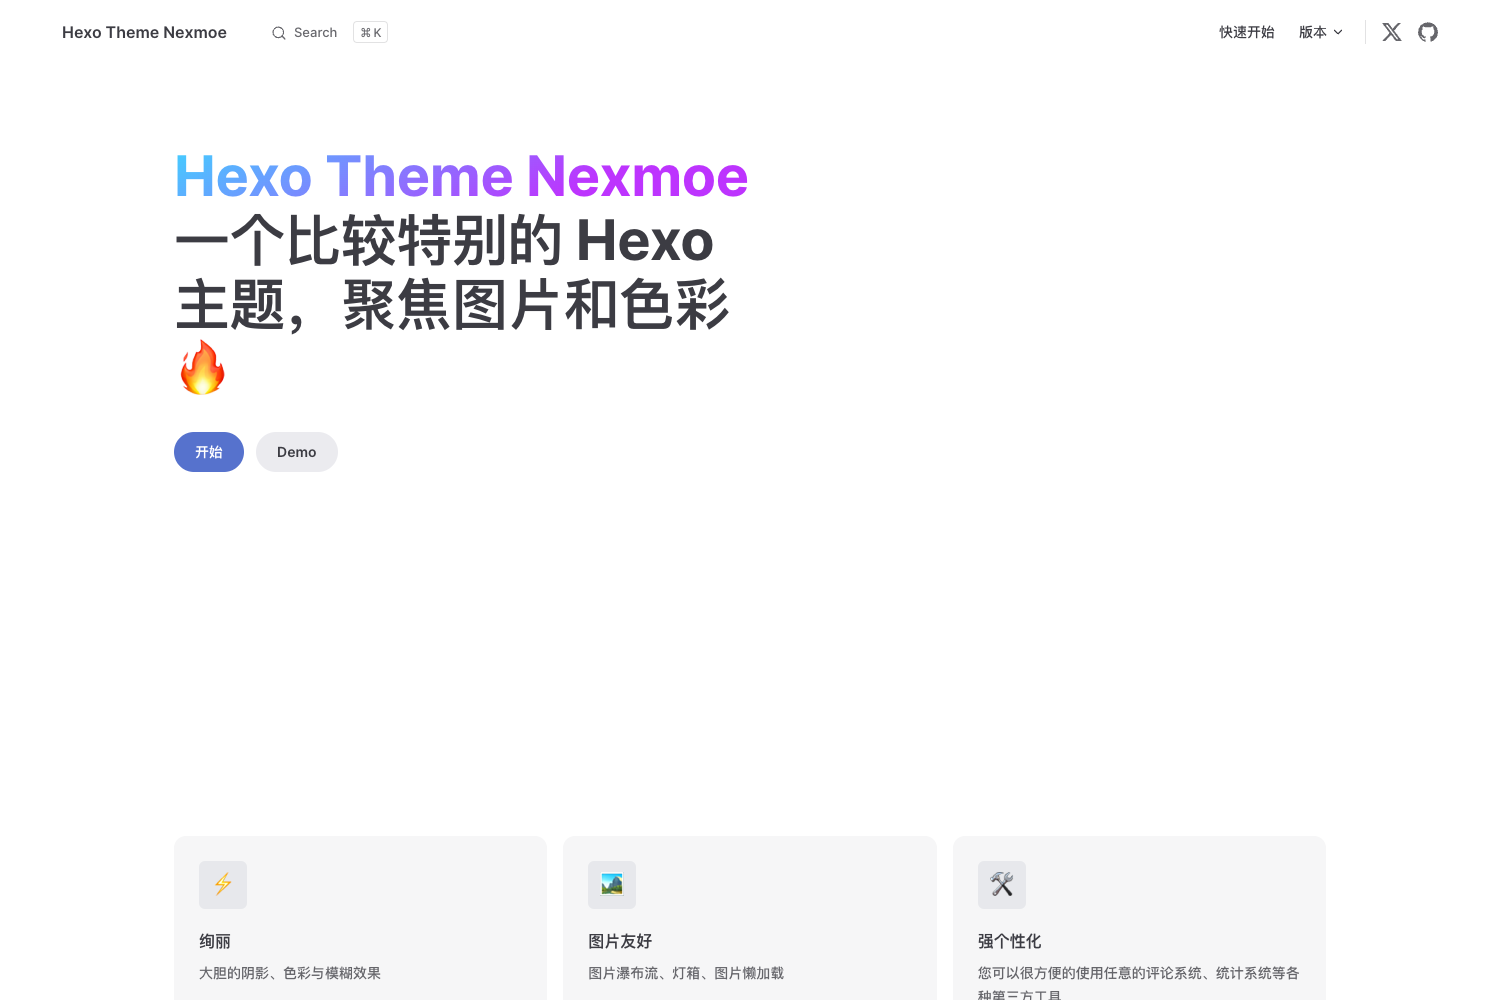 Hexo Theme Nexmoe
Search
⌘ K
快速开始
版本
Hexo Theme Nexmoe
一个比较特别的 Hexo
主题，聚焦图片和色彩
🔥
开始
Demo
绚丽
大胆的阴影、色彩与模糊效果
图片友好
图片瀑布流、灯箱、图片懒加载
强个性化
您可以很方便的使用任意的评论系统、统计系统等各
种第三方工具